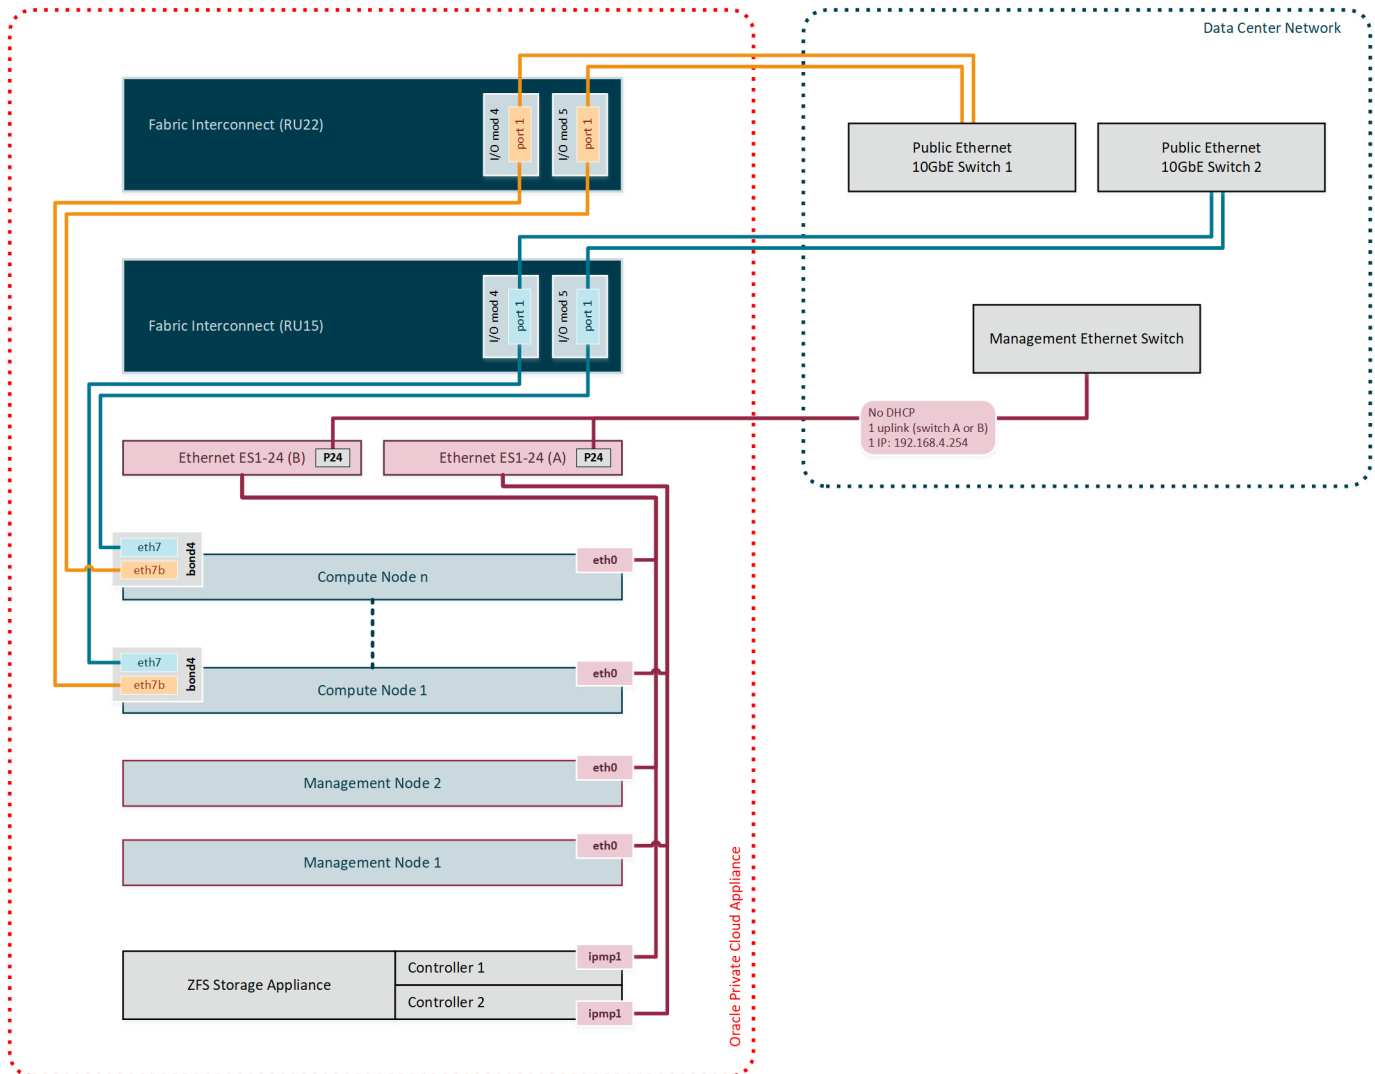 Data Center Network
Fabric Interconnect (RU22)
I/O mod 4
port 1
I/O mod 5
port 1
Public Ethernet
10GbE Switch 1
Public Ethernet
10GbE Switch 2
Fabric Interconnect (RU15)
I/O mod 4
port 1
I/O mod 5
port 1
Management Ethernet Switch
No DHCP
1 uplink (switch A or B)
1 IP: 192.168.4.254
Ethernet ES1-24 (B)
P24
Ethernet ES1-24 (A)
P24
eth7
eth7b
bond4
Compute Node n
eth0
eth7
eth7b
bond4
Compute Node 1
eth0
Management Node 2
eth0
Management Node 1
eth0
Oracle Private Cloud Appliance
ZFS Storage Appliance
Controller 1
ipmp1
Controller 2
ipmp1